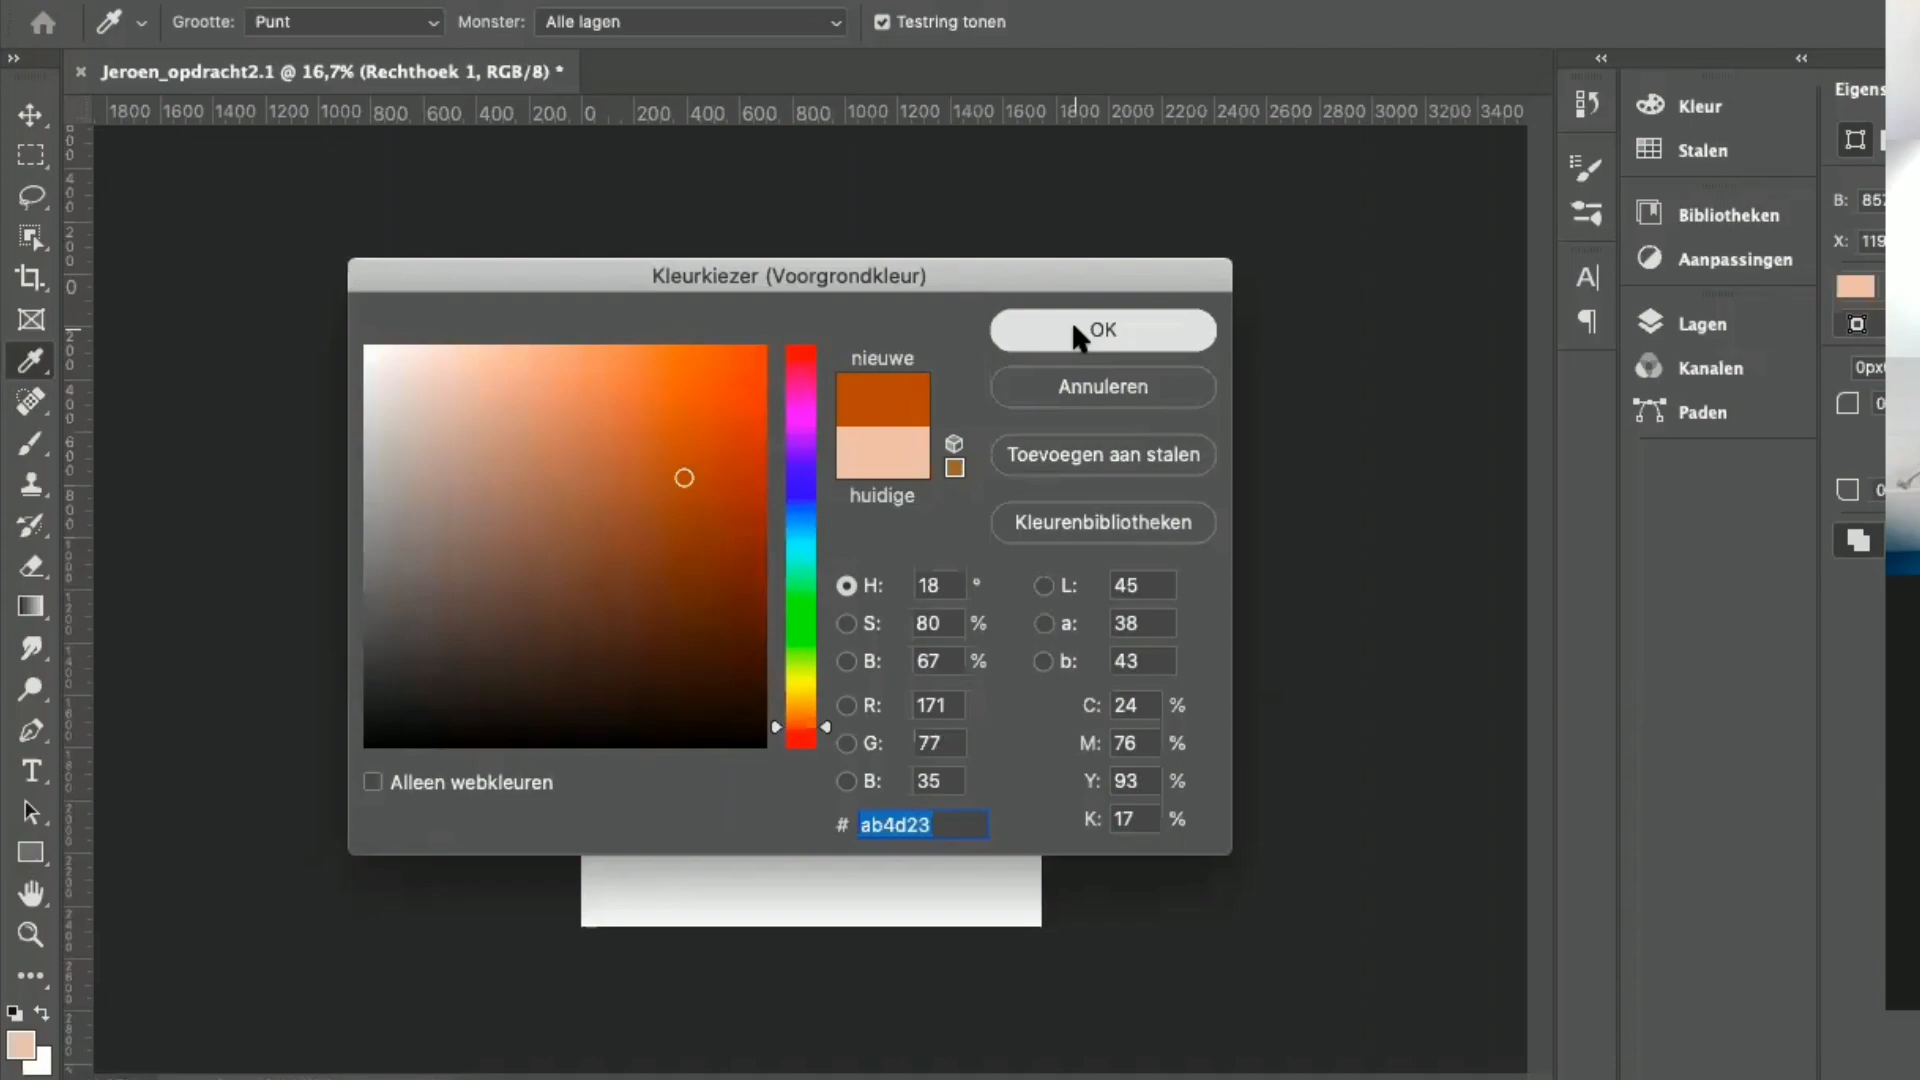 Grootte: Punt Monster: Alle lagen Testring tonen
Jeroen_opdracht2.1 @ 16,7% (Rechthoek 1, RGB/8) *
1800 1600 1400 1200 1000 800 600 400 200 0 200 400 600 800 1000 1200 1400 1600 1800 2000 2200 2400 2600 2800 3000 3200 3400
Kleurkiezer (Voorgrondkleur)
nieuwe
huidige
OK
Annuleren
Toevoegen aan stalen
Kleurenbibliotheken
H: 18 ° L: 45
S: 80 % a: 38
B: 67 % b: 43
R: 171 C: 24 %
G: 77 M: 76 %
B: 35 Y: 93 %
# ab4d23 K: 17 %
Alleen webkleuren
Kleur
Stalen
Bibliotheken
Aanpassingen
Lagen
Kanalen
Paden
Eigens
B: 857
X: 119
0px